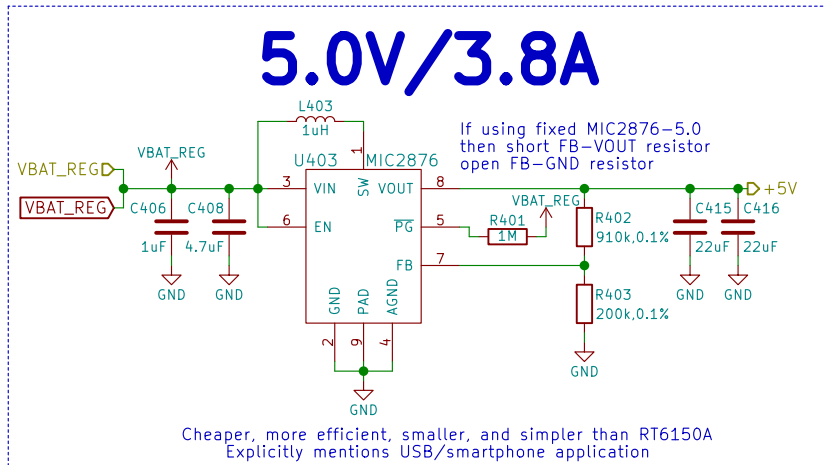 5.0V/3.8A
L403
1uH
If using fixed MIC2876-5.0
then short FB-VOUT resistor
open FB-GND resistor
VBAT_REG
U403
MIC2876
1
VBAT_REG
VBAT_REG
3
VIN
SW
VOUT
8
+5V
C406
1uF
C408
4.7uF
6
EN
PG
5
R401
1M
VBAT_REG
R402
910k,0.1%
C415
22uF
C416
22uF
FB
7
GND
GND
GND
GND
R403
200k,0.1%
GND
PAD
AGND
2
9
4
GND
GND
Cheaper, more efficient, smaller, and simpler than RT6150A
Explicitly mentions USB/smartphone application